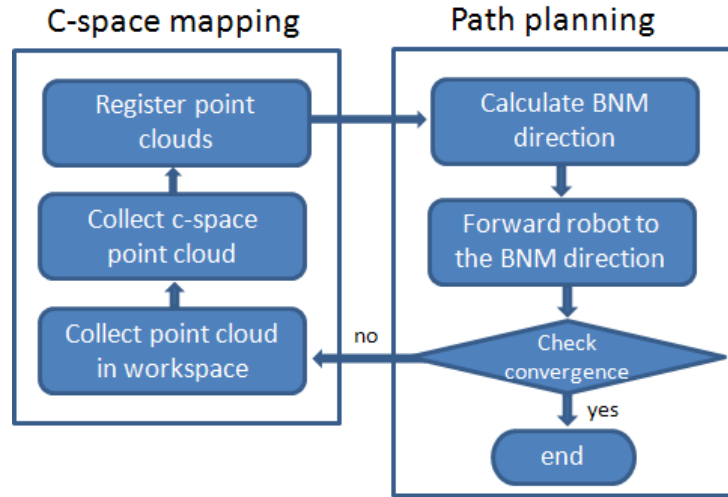 C-space mapping
Register point
clouds
Collect c-space
point cloud
Collect point cloud
in workspace
Path planning
Calculate BNM
direction
Forward robot to
the BNM direction
Check
convergence
no
yes
end